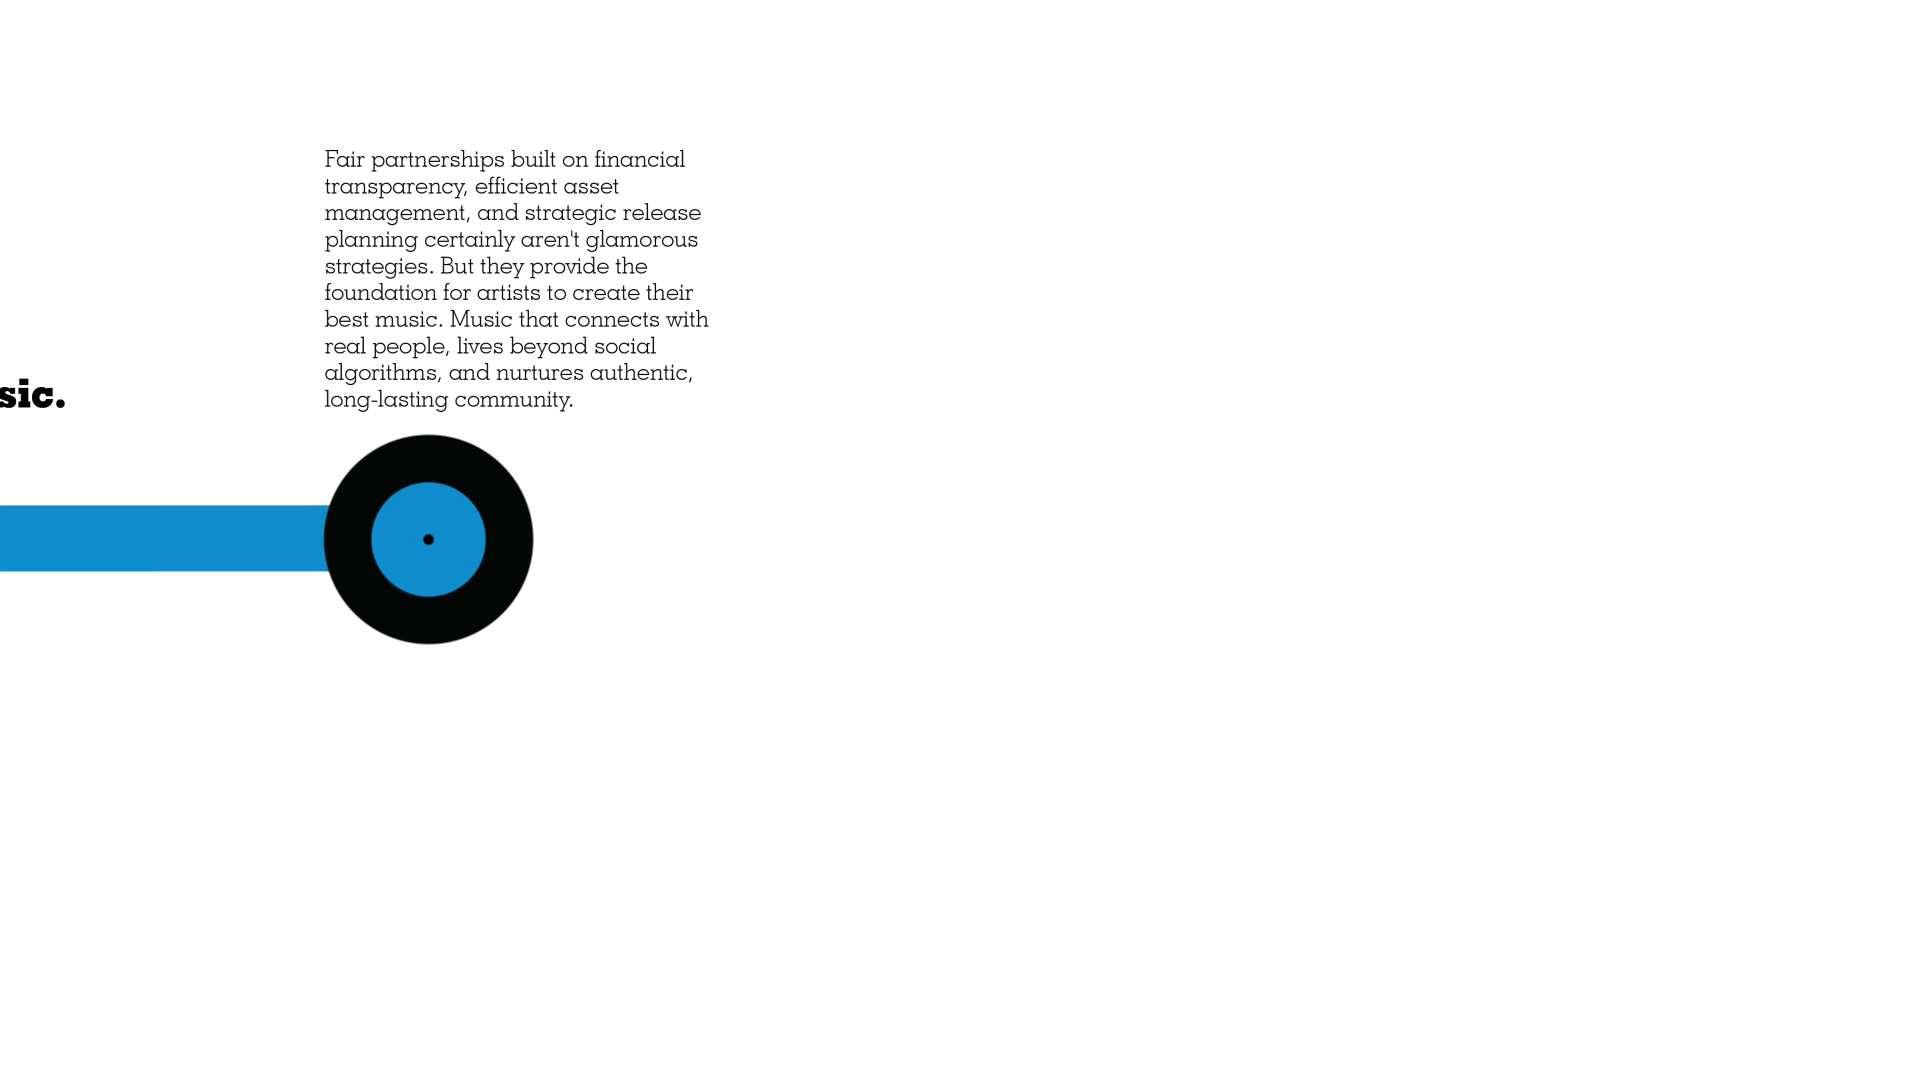 Fair partnerships built on financial
transparency, efficient asset
management, and strategic release
planning certainly aren't glamorous
strategies. But they provide the
foundation for artists to create their
best music. Music that connects with
real people, lives beyond social
algorithms, and nurtures authentic,
long-lasting community.
sic.